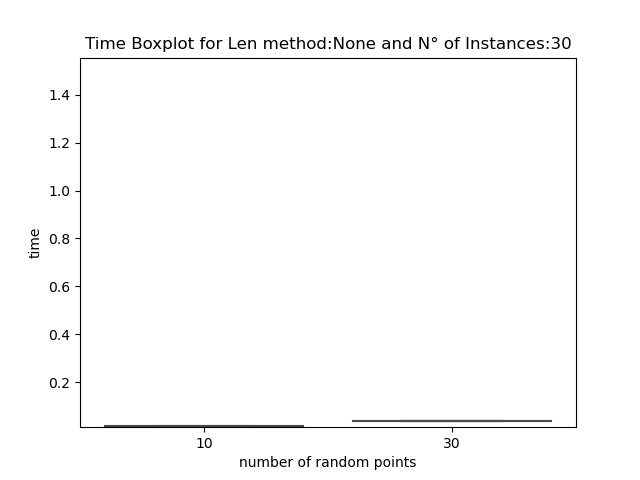 Time Boxplot for Len method:None and N° of Instances:30
1.4
1.2
1.0
0.8
0.6
0.4
0.2
time
10 30
number of random points